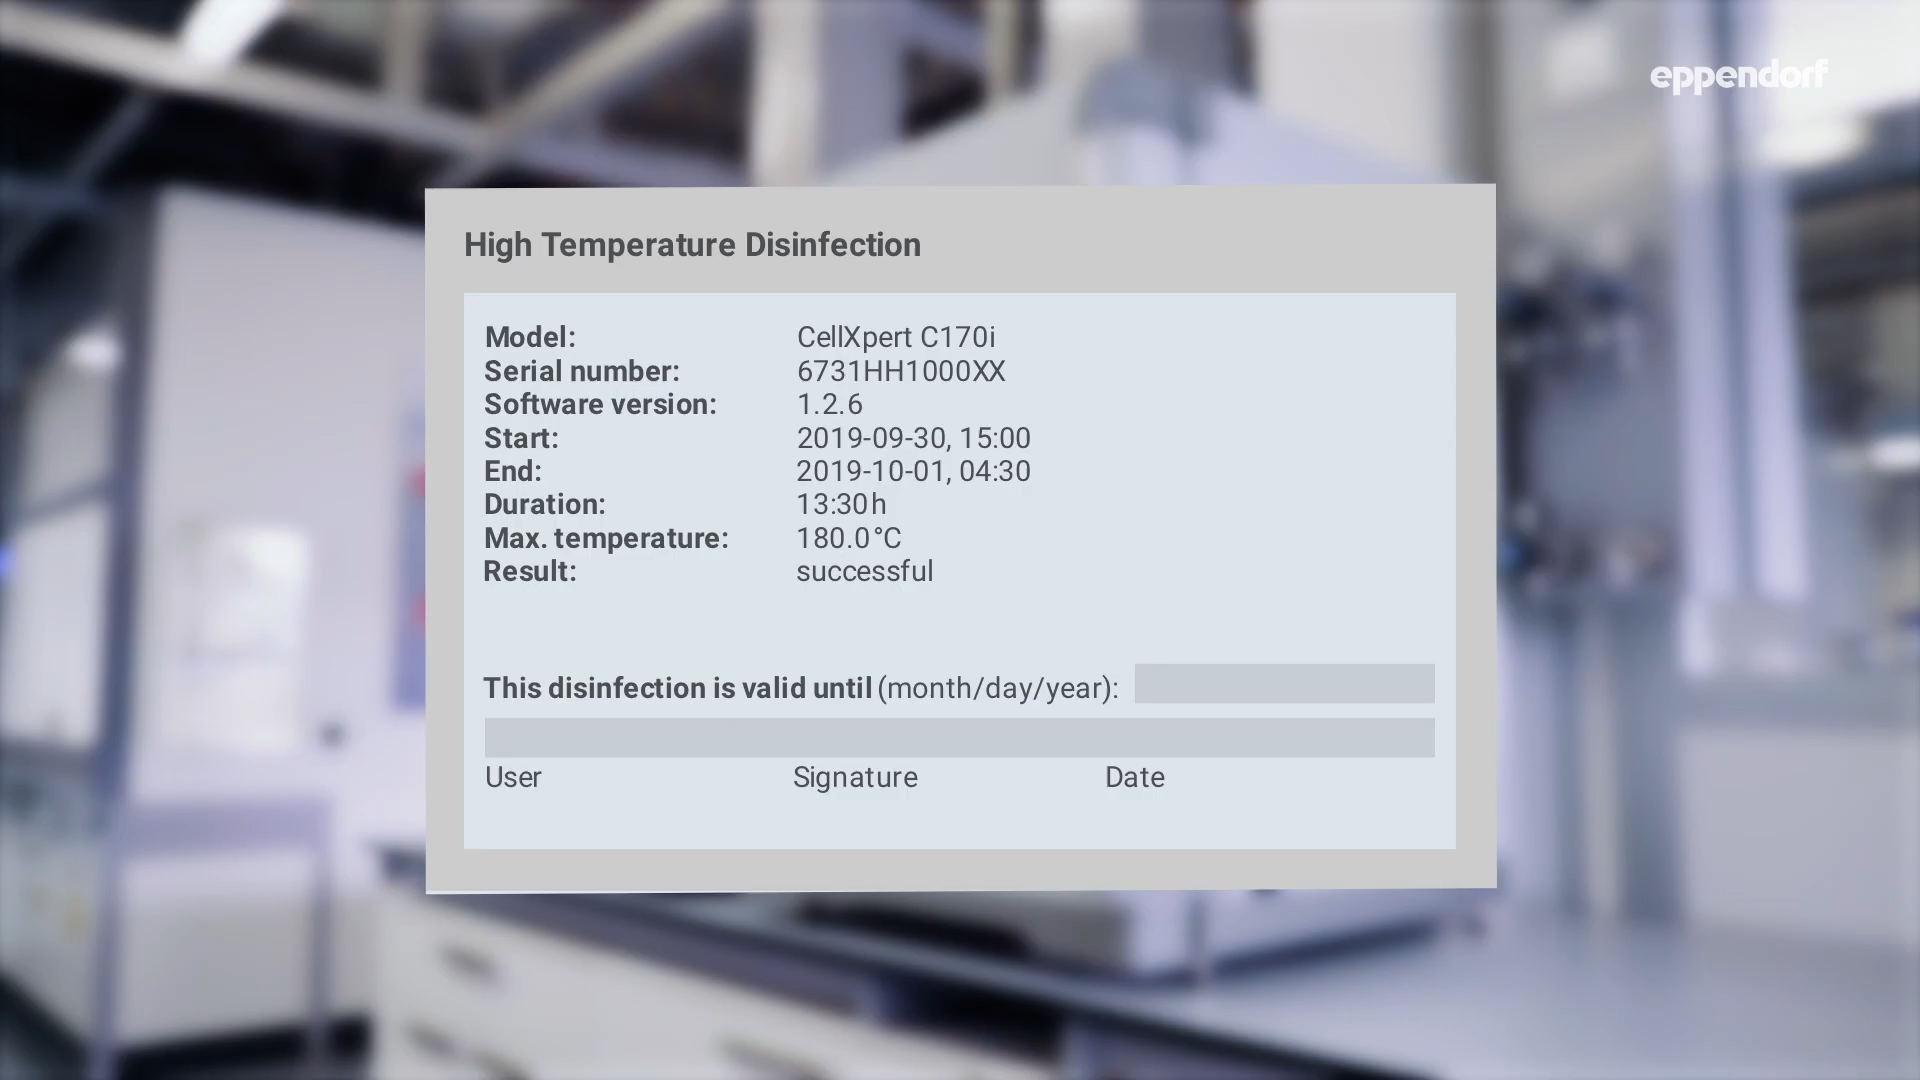 eppendorf
High Temperature Disinfection
Model: CellXpert C170i
Serial number: 6731HH1000XX
Software version: 1.2.6
Start: 2019-09-30, 15:00
End: 2019-10-01, 04:30
Duration: 13:30h
Max. temperature: 180.0°C
Result: successful
This disinfection is valid until (month/day/year):
User Signature Date